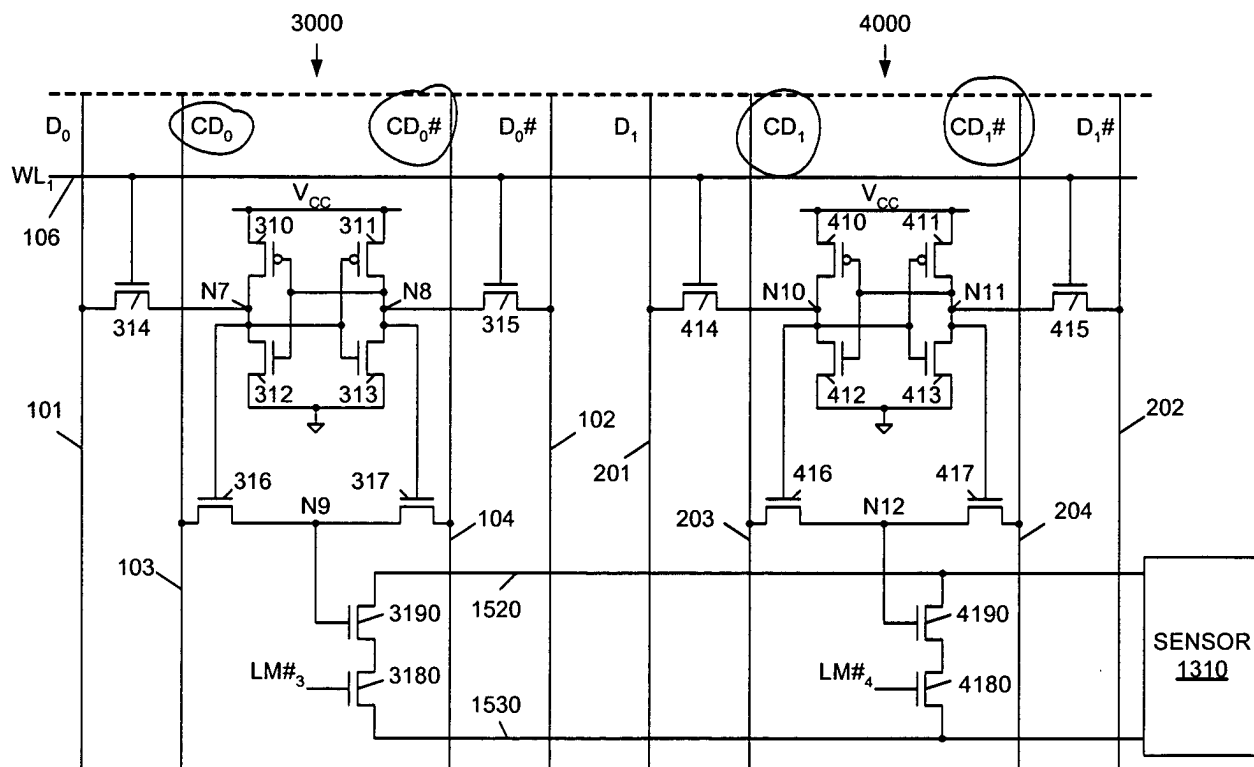 3000 4000
D0 CD0 CD0# D0# D1 CD1 CD1# D1#
WL1
VCC VCC
106 310 311 410 411
N7 N8 N10 N11
314 315 414 415
312 313 412 413
101 102 201 202
316 317 416 417
N9 104 N12 204
103 203
1520
3190 4190
SENSOR
1310
LM#3 3180 LM#4 4180
1530